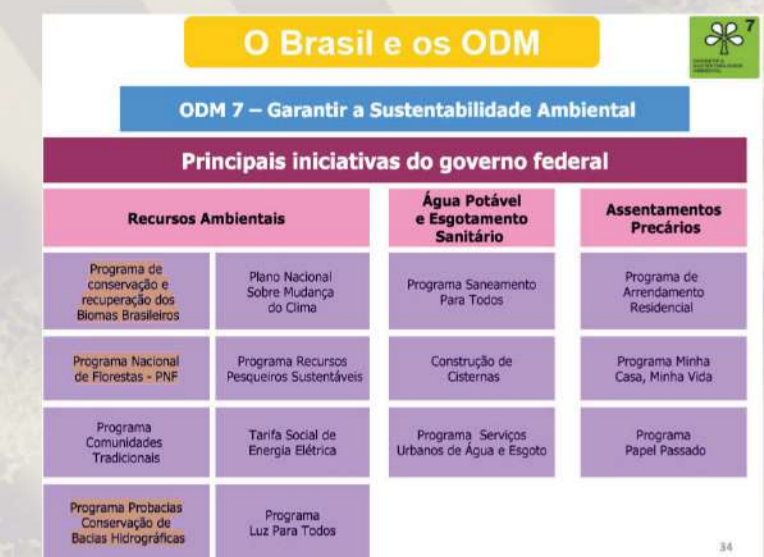 O Brasil e os ODM
7
ODM 7 – Garantir a Sustentabilidade Ambiental
Principais iniciativas do governo federal
Recursos Ambientais
Água Potável
e Esgotamento
Sanitário
Assentamentos
Precários
Programa de
conservação e
recuperação dos
Biomas Brasileiros
Plano Nacional
Sobre Mudança
do Clima
Programa Saneamento
Para Todos
Programa de
Arrendamento
Residencial
Programa Nacional
de Florestas - PNF
Programa Recursos
Pesqueiros Sustentáveis
Construção de
Cisternas
Programa Minha
Casa, Minha Vida
Programa
Comunidades
Tradicionais
Tarifa Social de
Energia Elétrica
Programa Serviços
Urbanos de Água e Esgoto
Programa
Papel Passado
Programa Probacias
Conservação de
Bacias Hidrográficas
Programa
Luz Para Todos
34